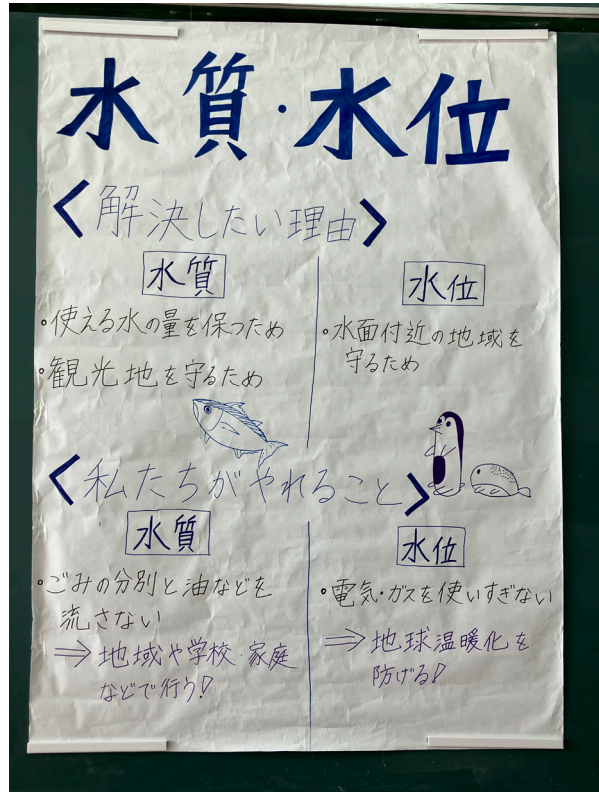 水質・水位
<解決したい理由>
水質
・使える水の量を保つため
・観光地を守るため
水位
・水面付近の地域を
守るため
<私たちがやれること>
水質
・ごみの分別と油などを
流さない
⇒地域や学校・家庭
などで行う!
水位
・電気・ガスを使いすぎない
⇒地球温暖化を
防げる!